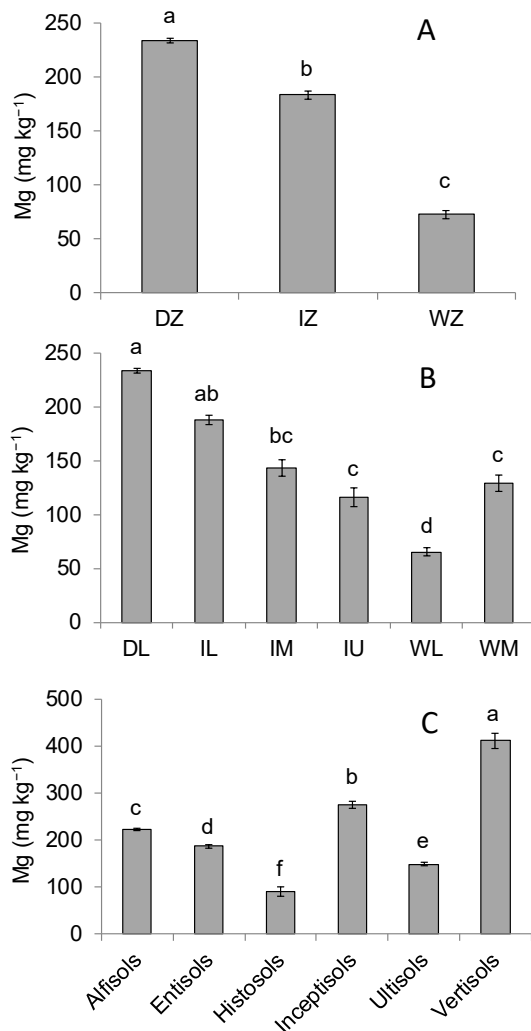 A
a
b
c
250
200
150
100
50
0
Mg (mg kg⁻¹)
DZ IZ WZ
B
a
ab
bc
c
d
c
250
200
150
100
50
0
Mg (mg kg⁻¹)
DL IL IM IU WL WM
C
c
d
f
b
e
a
500
400
300
200
100
0
Mg (mg kg⁻¹)
Alfisols
Entisols
Histosols
Inceptisols
Ultisols
Vertisols